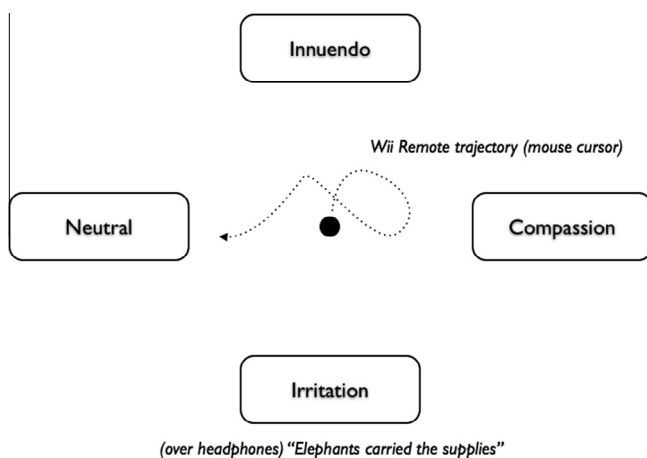 Innuendo
Wii Remote trajectory (mouse cursor)
Neutral
Compassion
Irritation
(over headphones) “Elephants carried the supplies”